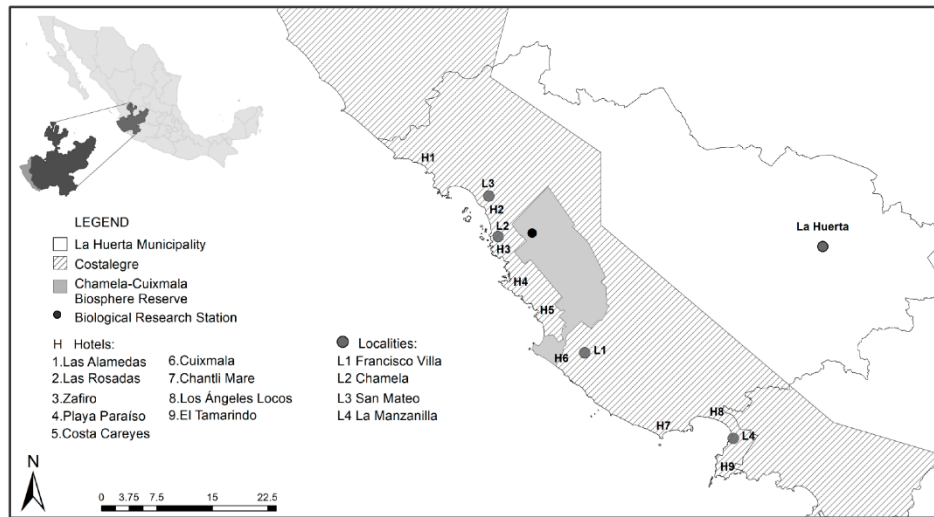 H1
L3
H2
L2
H3
H4
H5
H6
L1
H7
H8
L4
H9
La Huerta
LEGEND
La Huerta Municipality
Costalegre
Chamela-Cuixmala
Biosphere Reserve
Biological Research Station
H Hotels:
1.Las Alamedas
2.Las Rosadas
3.Zafiro
4.Playa Paraíso
5.Costa Careyes
6.Cuixmala
7.Chantli Mare
8.Los Ángeles Locos
9.El Tamarindo
Localities:
L1 Francisco Villa
L2 Chamela
L3 San Mateo
L4 La Manzanilla
N
0 3.75 7.5 15 22.5